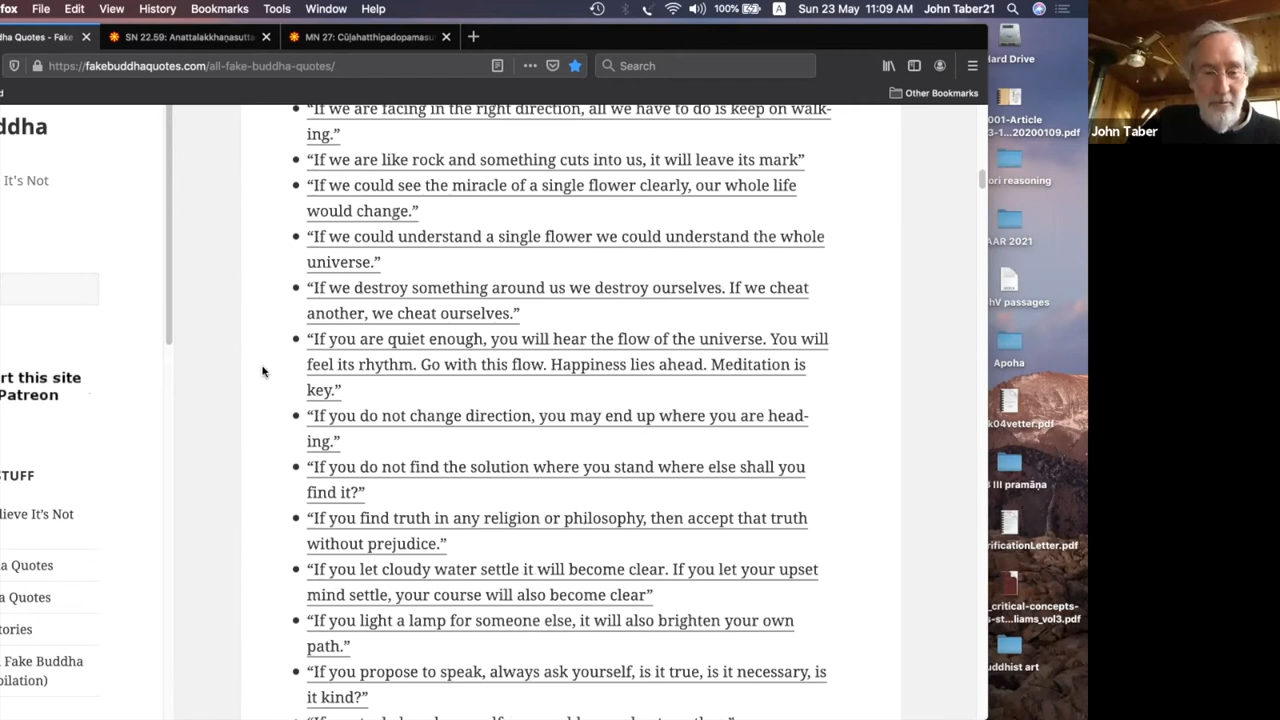 fox File Edit View History Bookmarks Tools Window Help 100% A Sun 23 May 11:09 AM John Taber21
ddha Quotes - Fake
SN 22.59: Anattalakkhaṇasutta
MN 27: Cūḷahatthipadopamasu
https://fakebuddhaquotes.com/all-fake-buddha-quotes/
Search
d
Other Bookmarks
ddha
It's Not
rt this site
Patreon
STUFF
lieve It's Not
a Quotes
a Quotes
tories
Fake Buddha
pilation)
“If we are facing in the right direction, all we have to do is keep on walk-
ing.”
“If we are like rock and something cuts into us, it will leave its mark”
“If we could see the miracle of a single flower clearly, our whole life
would change.”
“If we could understand a single flower we could understand the whole
universe.”
“If we destroy something around us we destroy ourselves. If we cheat
another, we cheat ourselves.”
“If you are quiet enough, you will hear the flow of the universe. You will
feel its rhythm. Go with this flow. Happiness lies ahead. Meditation is
key.”
“If you do not change direction, you may end up where you are head-
ing.”
“If you do not find the solution where you stand where else shall you
find it?”
“If you find truth in any religion or philosophy, then accept that truth
without prejudice.”
“If you let cloudy water settle it will become clear. If you let your upset
mind settle, your course will also become clear”
“If you light a lamp for someone else, it will also brighten your own
path.”
“If you propose to speak, always ask yourself, is it true, is it necessary, is
it kind?”
ard Drive
001-Article
3-1...20200109.pdf
ori reasoning
AAR 2021
hV passages
Apoha
k04vetter.pdf
III pramāṇa
rificationLetter.pdf
_critical-concepts-
s-st...liams_vol3.pdf
uddhist art
John Taber